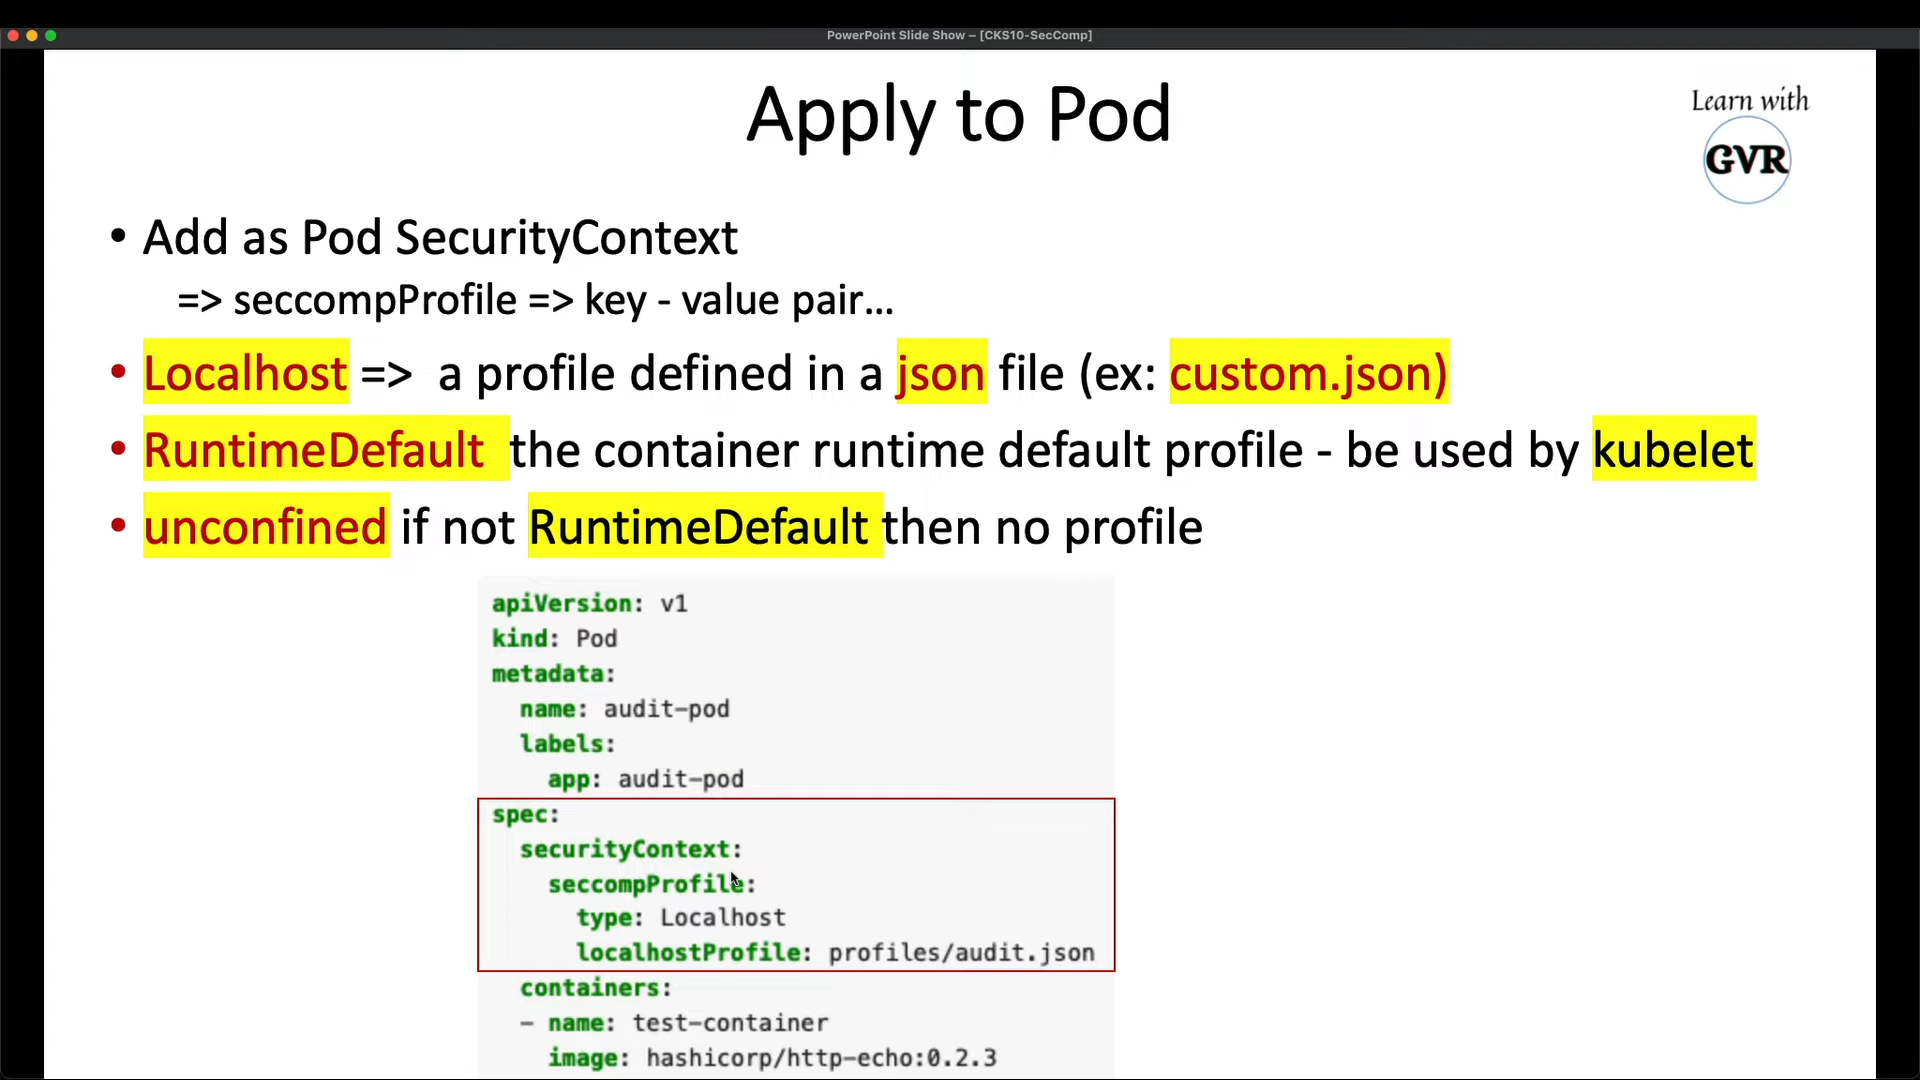 PowerPoint Slide Show – [CKS10-SecComp]
Apply to Pod
Learn with
GVR
• Add as Pod SecurityContext
=> seccompProfile => key - value pair...
• Localhost => a profile defined in a json file (ex: custom.json)
• RuntimeDefault the container runtime default profile - be used by kubelet
• unconfined if not RuntimeDefault then no profile
apiVersion: v1
kind: Pod
metadata:
  name: audit-pod
  labels:
    app: audit-pod
spec:
  securityContext:
    seccompProfile:
      type: Localhost
      localhostProfile: profiles/audit.json
  containers:
  - name: test-container
    image: hashicorp/http-echo:0.2.3